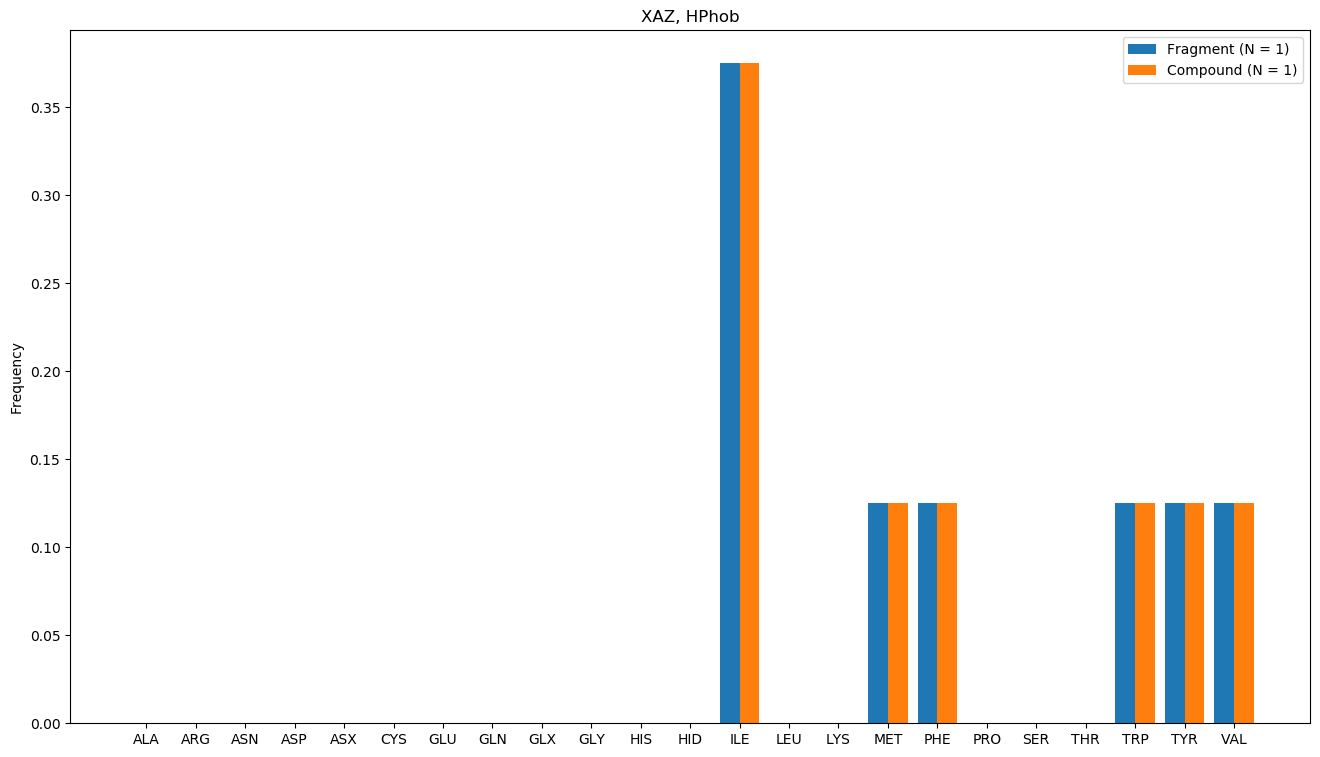 XAZ, HPhob
Fragment (N = 1)
Compound (N = 1)
Frequency
0.35
0.30
0.25
0.20
0.15
0.10
0.05
0.00
ALA ARG ASN ASP ASX CYS GLU GLN GLX GLY HIS HID ILE LEU LYS MET PHE PRO SER THR TRP TYR VAL